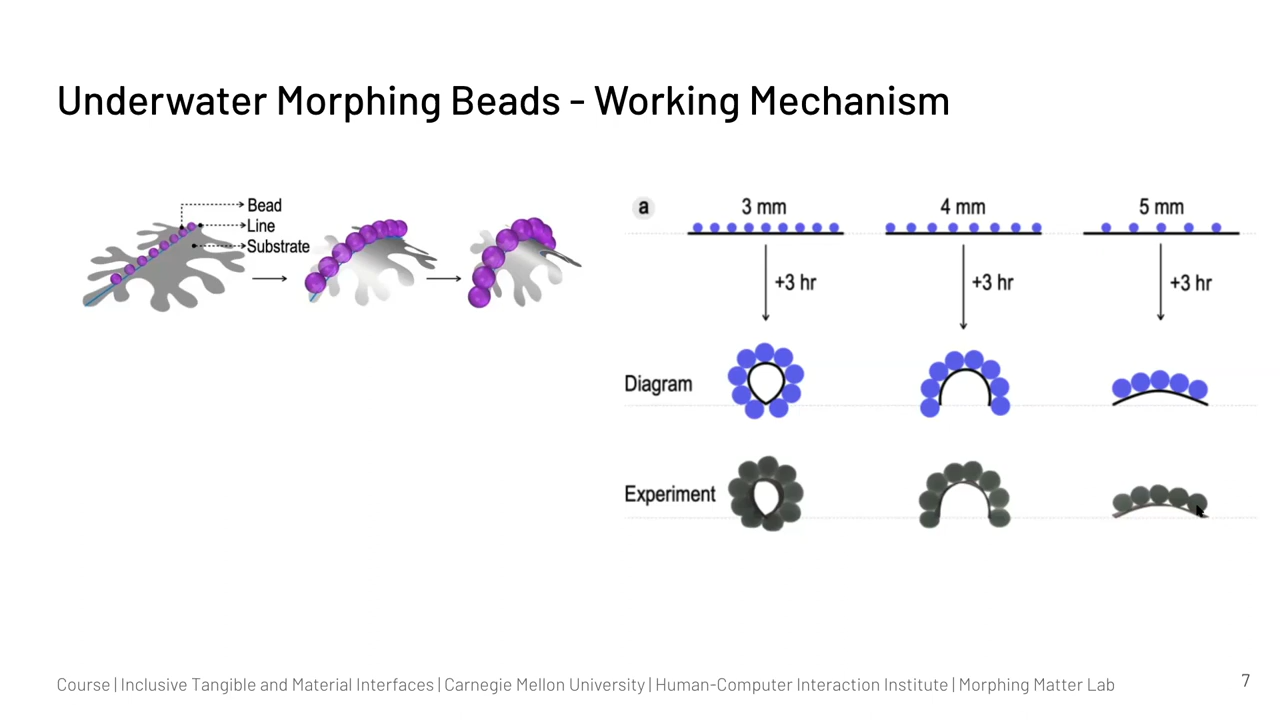 Underwater Morphing Beads - Working Mechanism
Bead
Line
Substrate
a
3 mm
4 mm
5 mm
+3 hr
+3 hr
+3 hr
Diagram
Experiment
Course | Inclusive Tangible and Material Interfaces | Carnegie Mellon University | Human-Computer Interaction Institute | Morphing Matter Lab
7